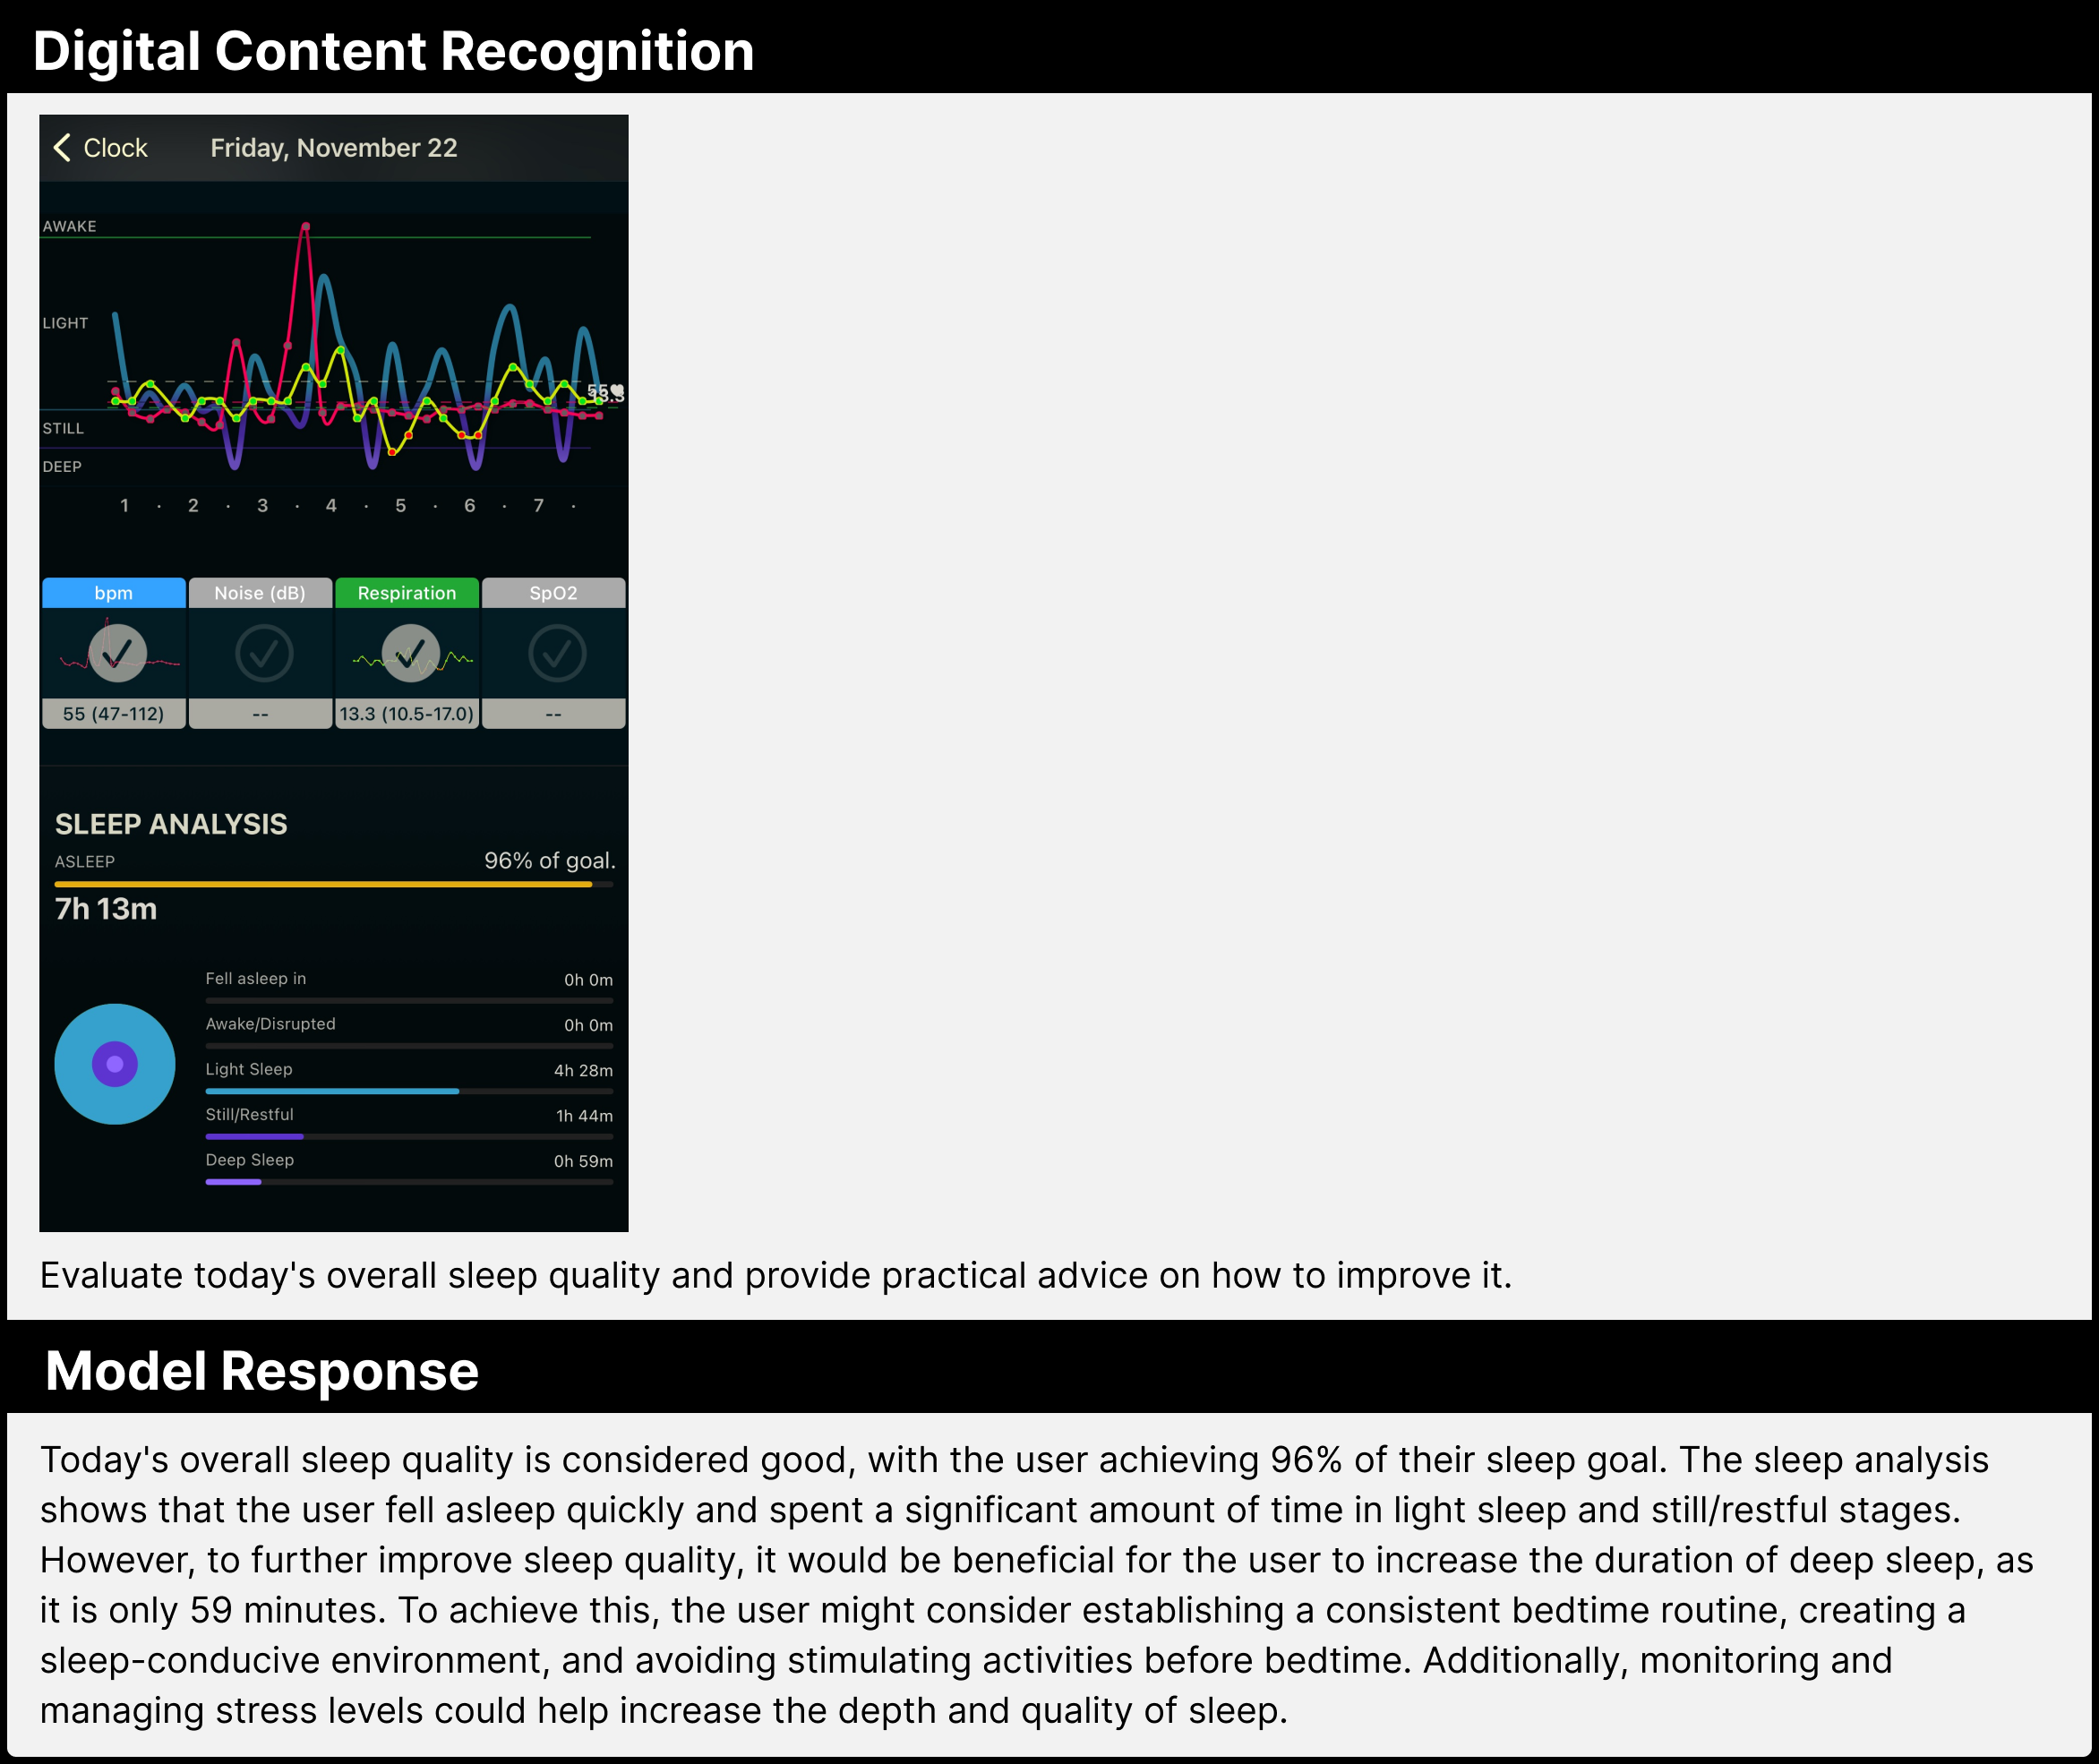 Digital Content Recognition
Clock
Friday, November 22
AWAKE
LIGHT
STILL
DEEP
1 · 2 · 3 · 4 · 5 · 6 · 7 ·
bpm Noise (dB) Respiration SpO2
55 (47-112) -- 13.3 (10.5-17.0) --
SLEEP ANALYSIS
ASLEEP 96% of goal.
7h 13m
Fell asleep in 0h 0m
Awake/Disrupted 0h 0m
Light Sleep 4h 28m
Still/Restful 1h 44m
Deep Sleep 0h 59m
Evaluate today's overall sleep quality and provide practical advice on how to improve it.
Model Response
Today's overall sleep quality is considered good, with the user achieving 96% of their sleep goal. The sleep analysis
shows that the user fell asleep quickly and spent a significant amount of time in light sleep and still/restful stages.
However, to further improve sleep quality, it would be beneficial for the user to increase the duration of deep sleep, as
it is only 59 minutes. To achieve this, the user might consider establishing a consistent bedtime routine, creating a
sleep-conducive environment, and avoiding stimulating activities before bedtime. Additionally, monitoring and
managing stress levels could help increase the depth and quality of sleep.